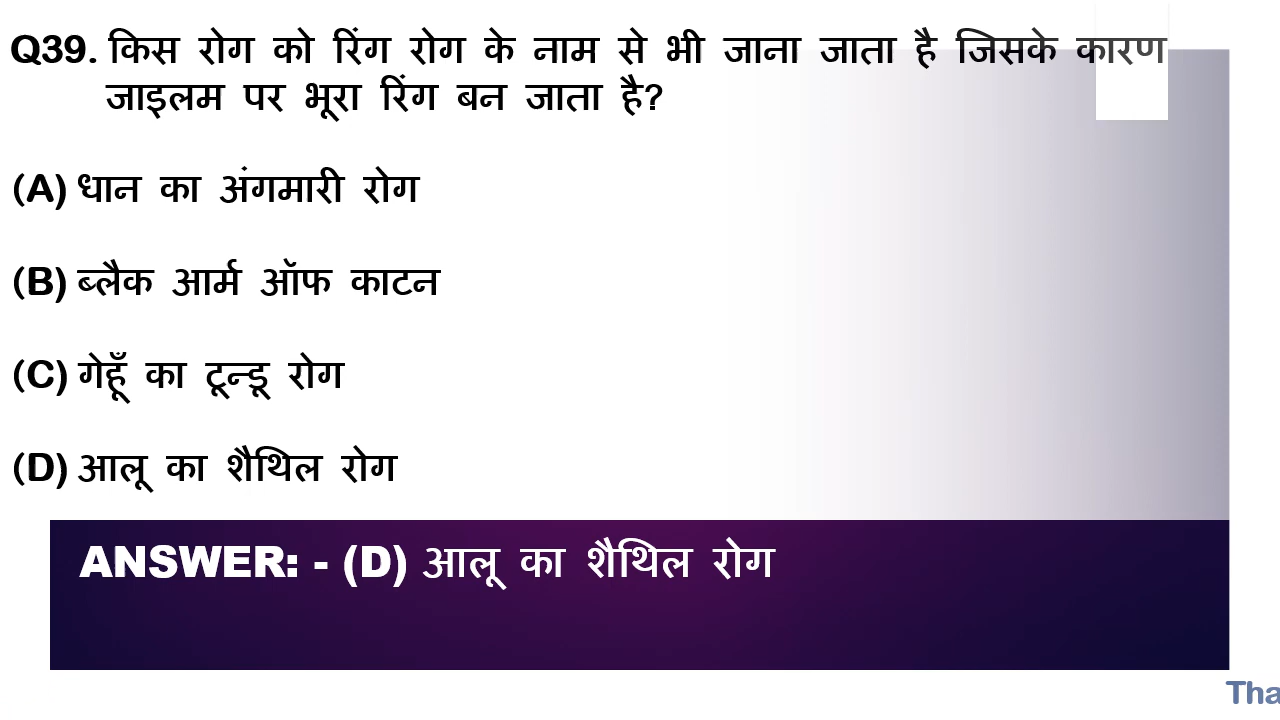 Q39. किस रोग को रिंग रोग के नाम से भी जाना जाता है जिसके कारण
जाइलम पर भूरा रिंग बन जाता है?
(A) धान का अंगमारी रोग
(B) ब्लैक आर्म ऑफ काटन
(C) गेहूँ का टून्डू रोग
(D) आलू का शैथिल रोग
ANSWER: - (D) आलू का शैथिल रोग
Tha